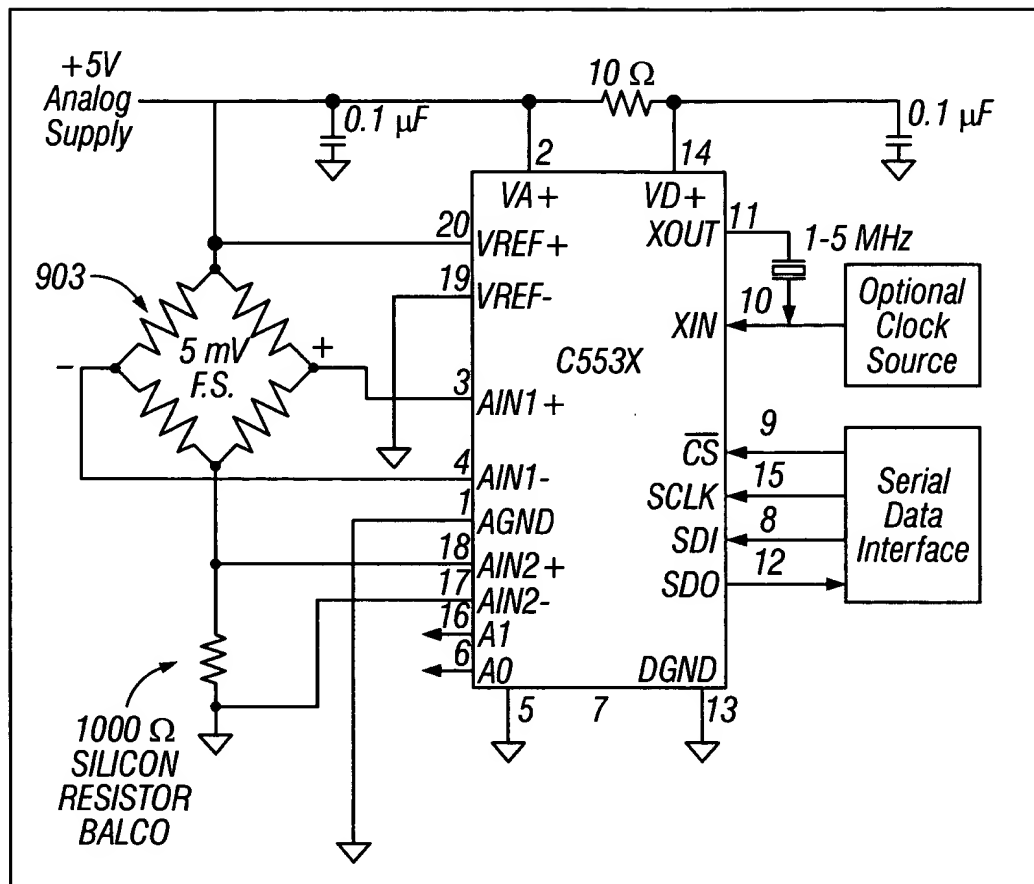 +5V
Analog
Supply
10 Ω
0.1 µF
0.1 µF
2
14
VA+
VD+
20
VREF+
XOUT
11
1-5 MHz
903
19
VREF-
10
XIN
Optional
Clock
Source
-
5 mV
F.S.
+
C553X
3
AIN1+
9
CS
4
AIN1-
15
SCLK
Serial
Data
Interface
1
AGND
8
SDI
18
AIN2+
12
SDO
17
AIN2-
16
A1
6
A0
DGND
5
7
13
1000 Ω
SILICON
RESISTOR
BALCO